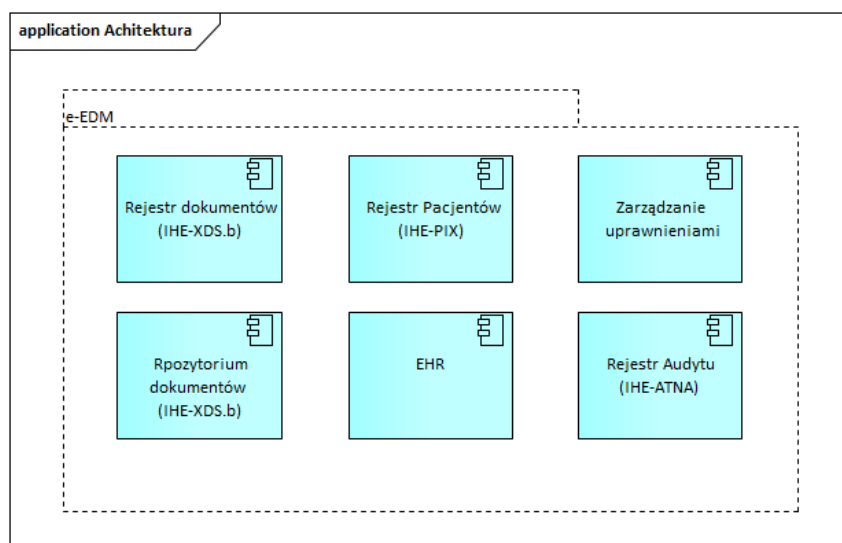 application Achitektura
e-EDM
Rejestr dokumentów
(IHE-XDS.b)
Rejestr Pacjentów
(IHE-PIX)
Zarządzanie
uprawnieniami
Rpozytorium
dokumentów
(IHE-XDS.b)
EHR
Rejestr Audytu
(IHE-ATNA)